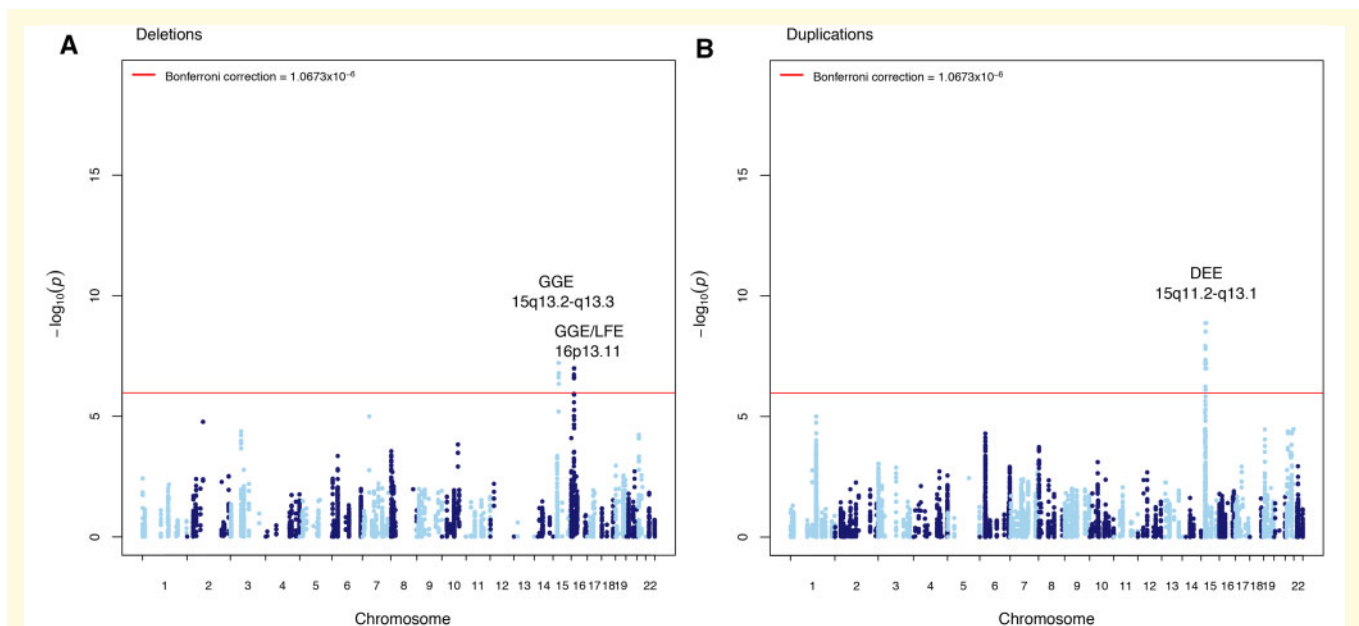 A
Deletions
Bonferroni correction = 1.0673x10⁻⁶
15
10
5
0
−log₁₀(p)
GGE
15q13.2-q13.3
GGE/LFE
16p13.11
1 2 3 4 5 6 7 8 9 10 11 12 13 14 15 16 17 18 19 22
Chromosome
B
Duplications
Bonferroni correction = 1.0673x10⁻⁶
15
10
5
0
−log₁₀(p)
DEE
15q11.2-q13.1
1 2 3 4 5 6 7 8 9 10 11 12 13 14 15 16 17 18 19 22
Chromosome